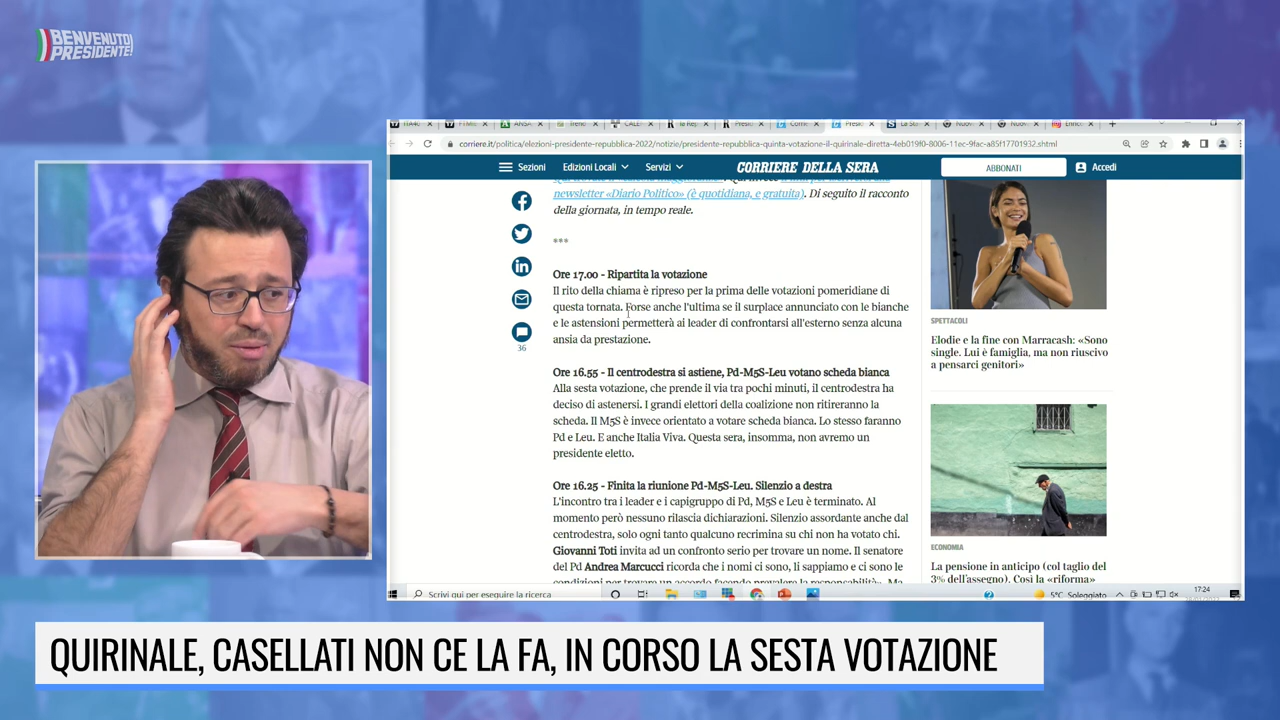 BENVENUTO
PRESIDENTE!
corriere.it/politica/elezioni-presidente-repubblica-2022/notizie/presidente-repubblica-quinta-votazione-il-quirinale-diretta-4eb019f0-8006-11ec-9fac-a85f17701932.shtml
Sezioni Edizioni Locali Servizi CORRIERE DELLA SERA ABBONATI Accedi
newsletter «Diario Politico» (è quotidiana, e gratuita). Di seguito il racconto
della giornata, in tempo reale.
***
Ore 17.00 - Ripartita la votazione
Il rito della chiama è ripreso per la prima delle votazioni pomeridiane di
questa tornata. Forse anche l'ultima se il surplace annunciato con le bianche
e le astensioni permetterà ai leader di confrontarsi all'esterno senza alcuna
ansia da prestazione.
36
Ore 16.55 - Il centrodestra si astiene, Pd-M5S-Leu votano scheda bianca
Alla sesta votazione, che prende il via tra pochi minuti, il centrodestra ha
deciso di astenersi. I grandi elettori della coalizione non ritireranno la
scheda. Il M5S è invece orientato a votare scheda bianca. Lo stesso faranno
Pd e Leu. E anche Italia Viva. Questa sera, insomma, non avremo un
presidente eletto.
Ore 16.25 - Finita la riunione Pd-M5S-Leu. Silenzio a destra
L'incontro tra i leader e i capigruppo di Pd, M5S e Leu è terminato. Al
momento però nessuno rilascia dichiarazioni. Silenzio assordante anche dal
centrodestra, solo ogni tanto qualcuno recrimina su chi non ha votato chi.
Giovanni Toti invita ad un confronto serio per trovare un nome. Il senatore
del Pd Andrea Marcucci ricorda che i nomi ci sono, li sappiamo e ci sono le
condizioni per trovare un accordo facendo prevalere la responsabilità». Ma
SPETTACOLI
Elodie e la fine con Marracash: «Sono
single. Lui è famiglia, ma non riuscivo
a pensarci genitori»
ECONOMIA
La pensione in anticipo (col taglio del
3% dell'assegno). Così la «riforma»
Scrivi qui per eseguire la ricerca
5°C Soleggiato
17:24
QUIRINALE, CASELLATI NON CE LA FA, IN CORSO LA SESTA VOTAZIONE